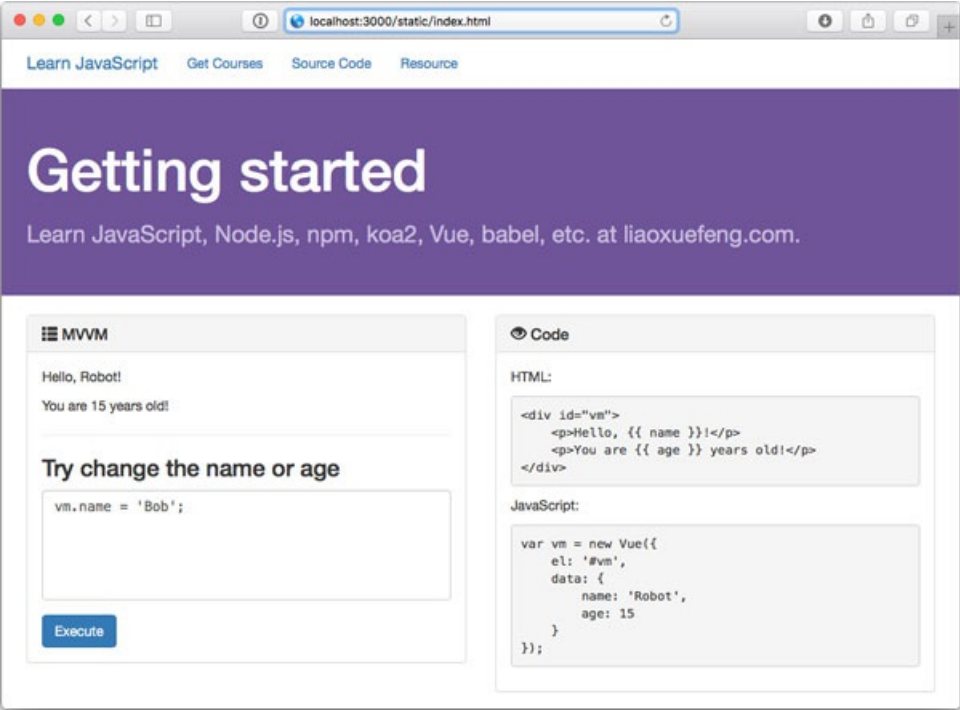 localhost:3000/static/index.html
Learn JavaScript Get Courses Source Code Resource
Getting started
Learn JavaScript, Node.js, npm, koa2, Vue, babel, etc. at liaoxuefeng.com.
MVVM
Hello, Robot!
You are 15 years old!
Try change the name or age
vm.name = 'Bob';
Execute
Code
HTML:
<div id="vm">
    <p>Hello, {{ name }}!</p>
    <p>You are {{ age }} years old!</p>
</div>
JavaScript:
var vm = new Vue({
    el: '#vm',
    data: {
        name: 'Robot',
        age: 15
    }
});